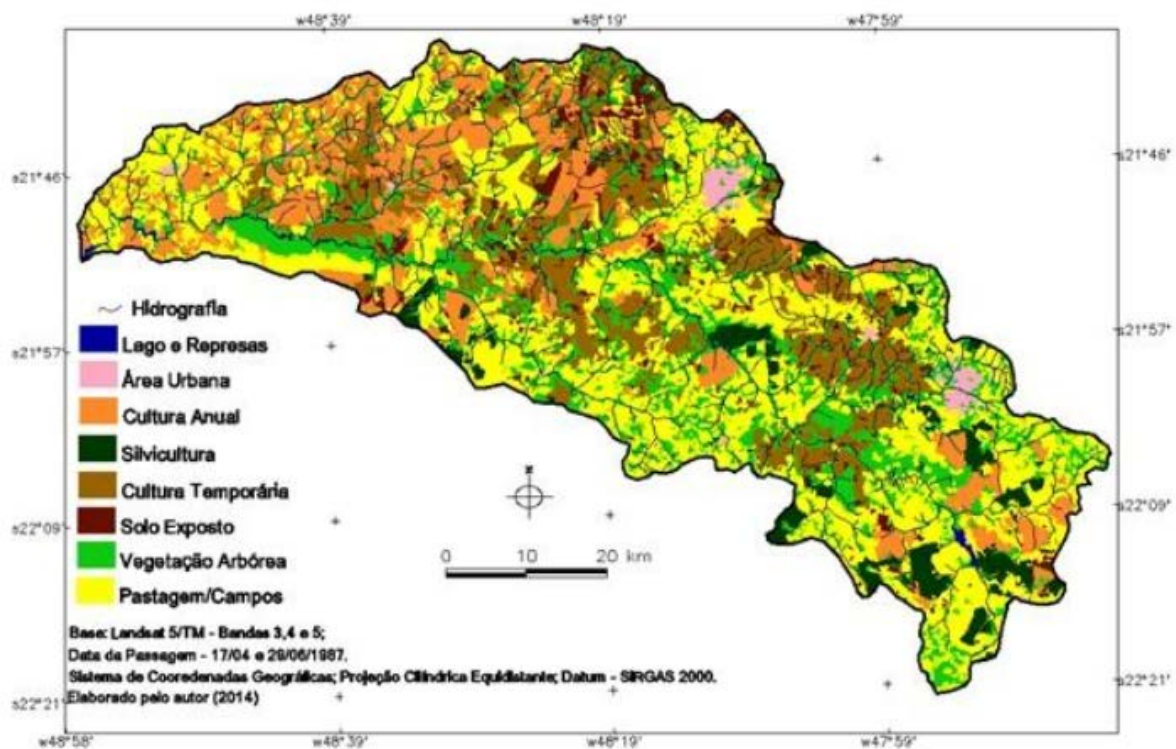 w48°39' w48°19' w47°59'
s21°46' s21°46'
Hidrografia
Lago e Represas
s21°57' s21°57'
Área Urbana
Cultura Anual
Silvicultura
Cultura Temporária
s22°09' s22°09'
Solo Exposto
Vegetação Arbórea
Pastagem/Campos
0 10 20 km
Base: Landsat 5/TM - Bandas 3,4 e 5;
Data da Passagem - 17/04 e 29/06/1987.
Sistema de Cooredenadas Geográficas; Projeção Cilíndrica Equidistante; Datum - SIRGAS 2000.
Elaborado pelo autor (2014)
s22°21' s22°21'
w48°58' w48°39' w48°19' w47°59'